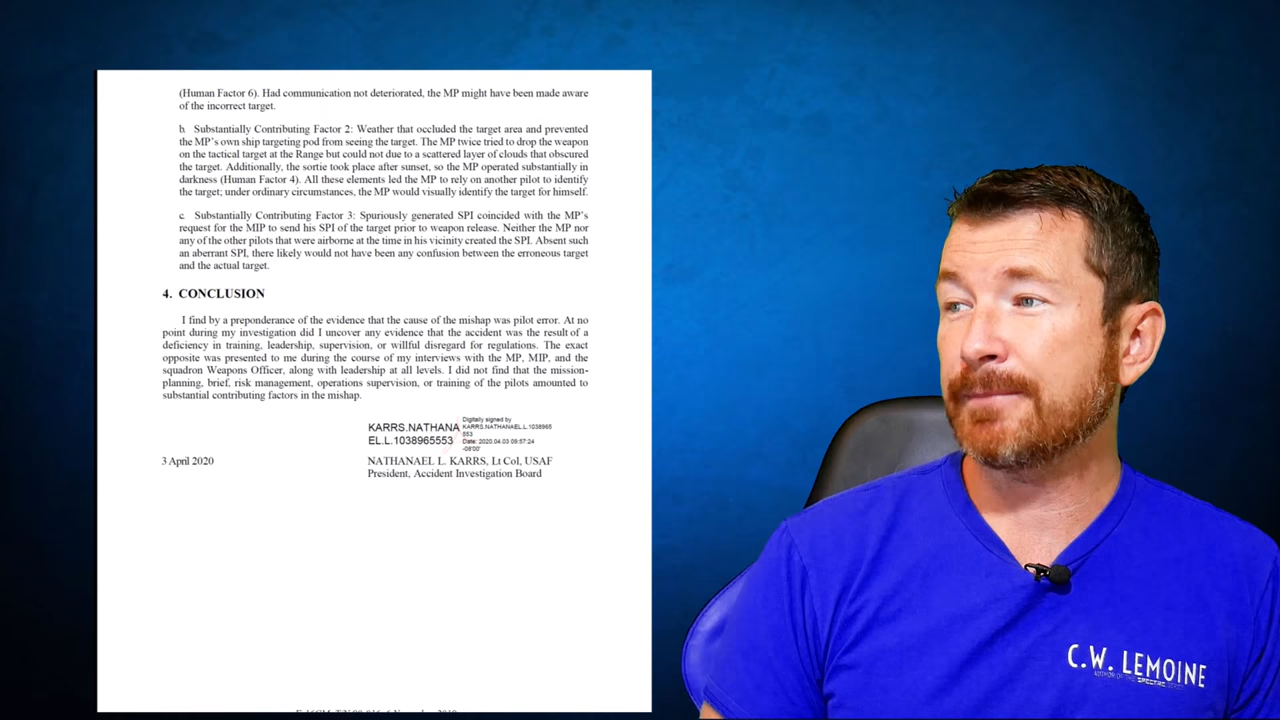 (Human Factor 6). Had communication not deteriorated, the MP might have been made aware
of the incorrect target.
b. Substantially Contributing Factor 2: Weather that occluded the target area and prevented
the MP's own ship targeting pod from seeing the target. The MP twice tried to drop the weapon
on the tactical target at the Range but could not due to a scattered layer of clouds that obscured
the target. Additionally, the sortie took place after sunset, so the MP operated substantially in
darkness (Human Factor 4). All these elements led the MP to rely on another pilot to identify
the target; under ordinary circumstances, the MP would visually identify the target for himself.
c. Substantially Contributing Factor 3: Spuriously generated SPI coincided with the MP's
request for the MIP to send his SPI of the target prior to weapon release. Neither the MP nor
any of the other pilots that were airborne at the time in his vicinity created the SPI. Absent such
an aberrant SPI, there likely would not have been any confusion between the erroneous target
and the actual target.
4. CONCLUSION
I find by a preponderance of the evidence that the cause of the mishap was pilot error. At no
point during my investigation did I uncover any evidence that the accident was the result of a
deficiency in training, leadership, supervision, or willful disregard for regulations. The exact
opposite was presented to me during the course of my interviews with the MP, MIP, and the
squadron Weapons Officer, along with leadership at all levels. I did not find that the mission-
planning, brief, risk management, operations supervision, or training of the pilots amounted to
substantial contributing factors in the mishap.
KARRS.NATHANA
EL.L.1038965553
Digitally signed by
KARRS.NATHANAEL.L.1038965
553
Date: 2020.04.03 09:57:24
-06'00'
3 April 2020
NATHANAEL L. KARRS, Lt Col, USAF
President, Accident Investigation Board
C.W. LEMOINE
AUTHOR OF THE SPECTRE SERIES